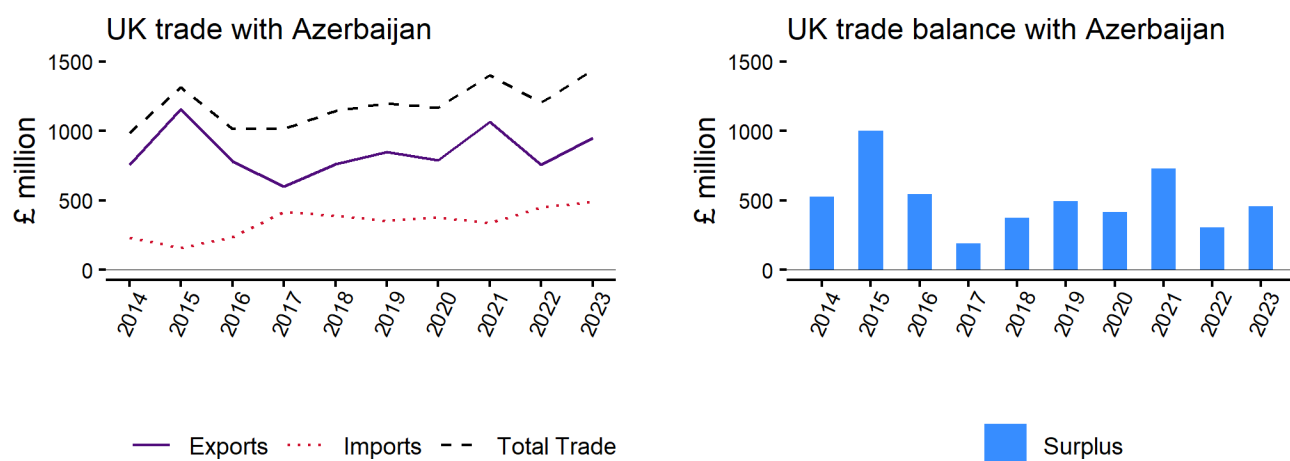 UK trade with Azerbaijan
£ million
1500
1000
500
0
2014 2015 2016 2017 2018 2019 2020 2021 2022 2023
Exports Imports Total Trade
UK trade balance with Azerbaijan
£ million
1500
1000
500
0
2014 2015 2016 2017 2018 2019 2020 2021 2022 2023
Surplus